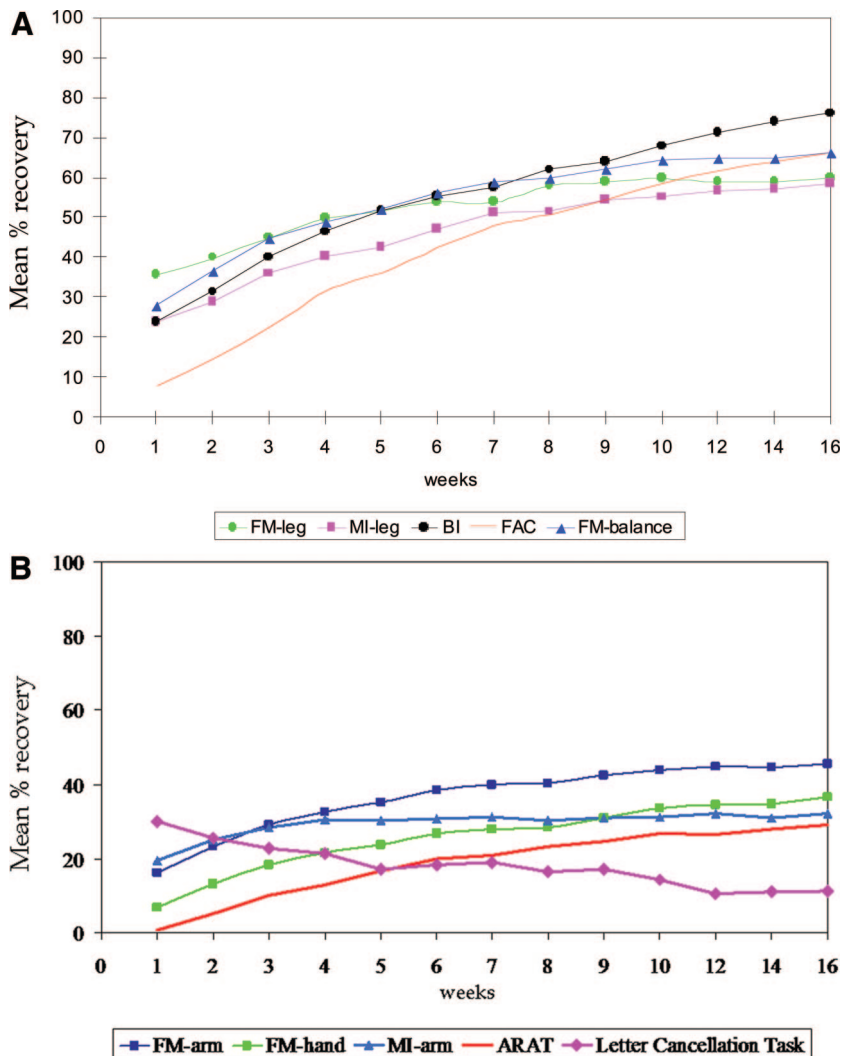 A
100
90
80
70
60
50
40
30
20
10
0
Mean % recovery
0 1 2 3 4 5 6 7 8 9 10 12 14 16
weeks
FM-leg MI-leg BI FAC FM-balance
B
100
80
60
40
20
0
Mean % recovery
0 1 2 3 4 5 6 7 8 9 10 12 14 16
weeks
FM-arm FM-hand MI-arm ARAT Letter Cancellation Task